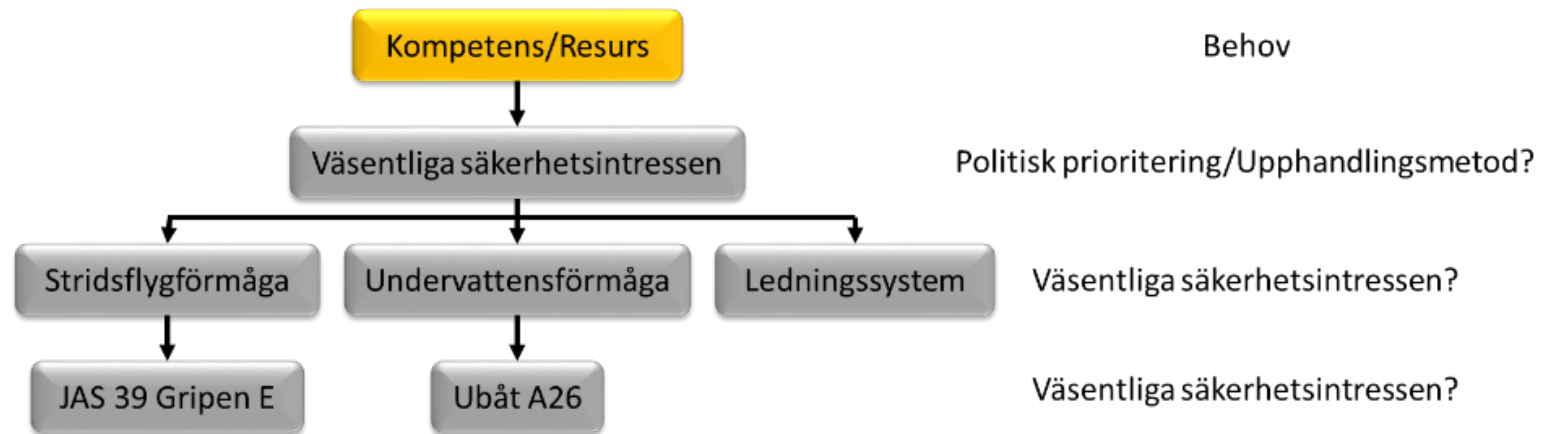 Kompetens/Resurs
Behov
Väsentliga säkerhetsintressen
Politisk prioritering/Upphandlingsmetod?
Stridsflygförmåga
Undervattensförmåga
Ledningssystem
Väsentliga säkerhetsintressen?
JAS 39 Gripen E
Ubåt A26
Väsentliga säkerhetsintressen?